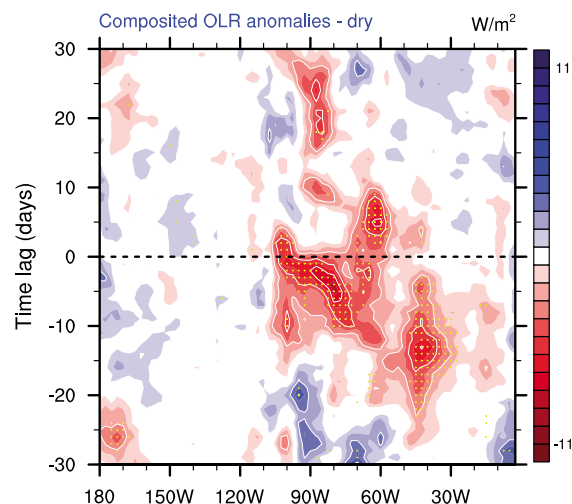 Composited OLR anomalies - dry
W/m²
30
20
10
0
-10
-20
-30
Time lag (days)
180
150W
120W
90W
60W
30W
11
-11